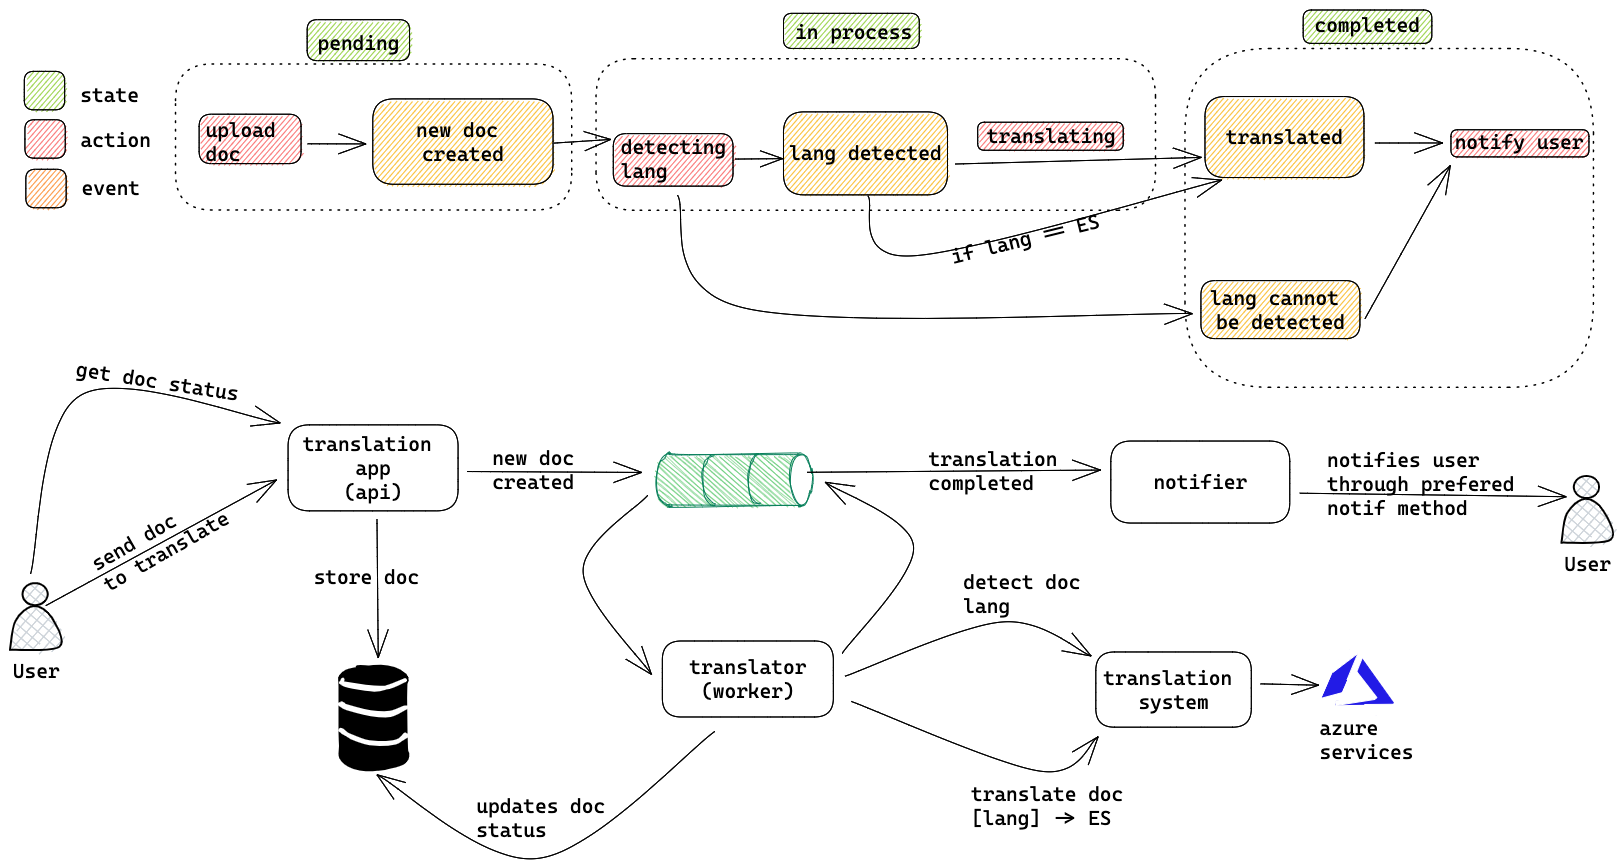 pending
in process
completed
state
action
event
upload
doc
new doc
created
detecting
lang
lang detected
translating
translated
notify user
if lang == ES
lang cannot
be detected
get doc status
send doc
to translate
User
translation
app
(api)
new doc
created
store doc
translation
completed
notifier
notifies user
through prefered
notif method
User
translator
(worker)
detect doc
lang
translation
system
azure
services
updates doc
status
translate doc
[lang] → ES